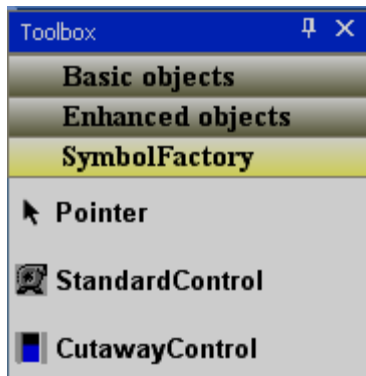 Toolbox
Basic objects
Enhanced objects
SymbolFactory
Pointer
StandardControl
CutawayControl